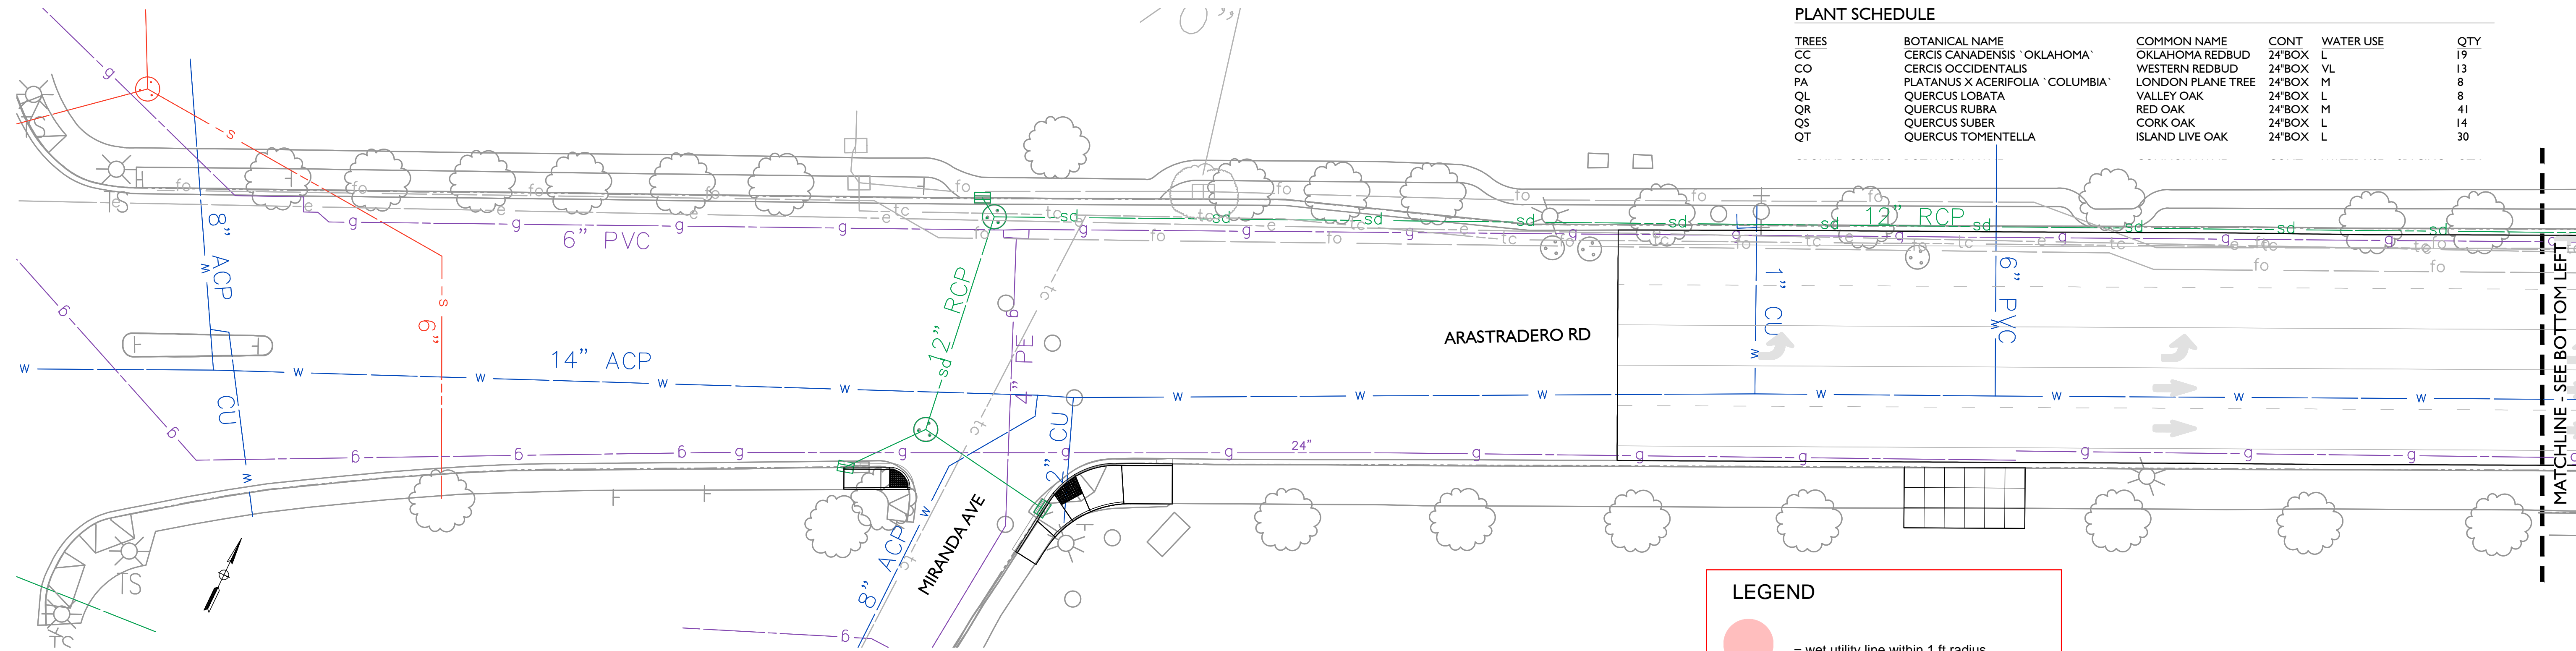 PLANT SCHEDULE
TREES BOTANICAL NAME COMMON NAME CONT WATER USE QTY
CC CERCIS CANADENSIS `OKLAHOMA` OKLAHOMA REDBUD 24"BOX L 19
CO CERCIS OCCIDENTALIS WESTERN REDBUD 24"BOX VL 13
PA PLATANUS X ACERIFOLIA `COLUMBIA` LONDON PLANE TREE 24"BOX M 8
QL QUERCUS LOBATA VALLEY OAK 24"BOX L 8
QR QUERCUS RUBRA RED OAK 24"BOX M 41
QS QUERCUS SUBER CORK OAK 24"BOX L 14
QT QUERCUS TOMENTELLA ISLAND LIVE OAK 24"BOX L 30
TS
TS
8" ACP
6" PVC
12" RCP
12" RCP
6"
4" PE
1" CU
6" PVC
ARASTRADERO RD
14" ACP
CU
2" CU
24"
8" ACP
MIRANDA AVE
TS
TS
MATCHLINE - SEE BOTTOM LEFT
LEGEND
= wet utility line within 1 ft radius